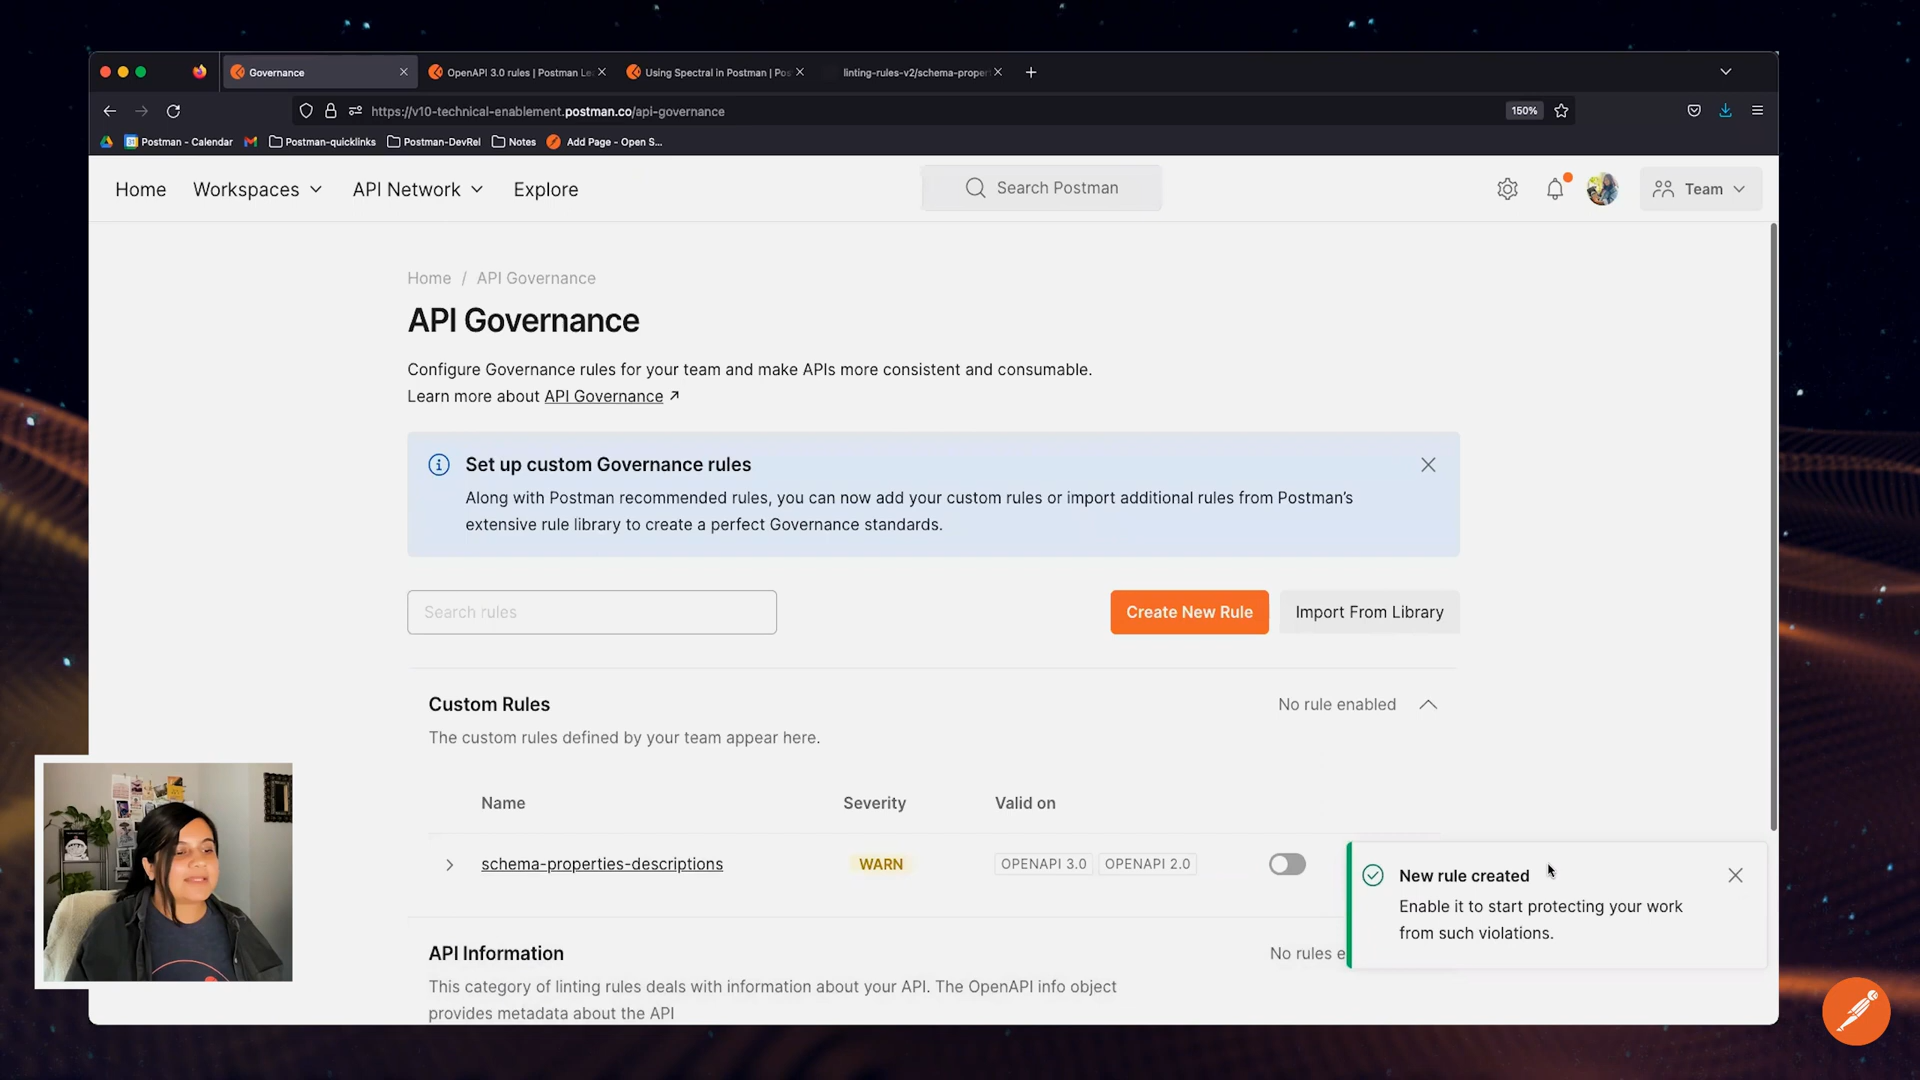 Governance
OpenAPI 3.0 rules | Postman Le
Using Spectral in Postman | Pos
linting-rules-v2/schema-proper
https://v10-technical-enablement.postman.co/api-governance
150%
Postman - Calendar
Postman-quicklinks
Postman-DevRel
Notes
Add Page - Open S...
Home
Workspaces
API Network
Explore
Search Postman
Team
Home / API Governance
API Governance
Configure Governance rules for your team and make APIs more consistent and consumable.
Learn more about API Governance ↗
Set up custom Governance rules
Along with Postman recommended rules, you can now add your custom rules or import additional rules from Postman’s
extensive rule library to create a perfect Governance standards.
Search rules
Create New Rule
Import From Library
Custom Rules
No rule enabled
The custom rules defined by your team appear here.
Name
Severity
Valid on
schema-properties-descriptions
WARN
OPENAPI 3.0
OPENAPI 2.0
New rule created
Enable it to start protecting your work
from such violations.
API Information
No rules e
This category of linting rules deals with information about your API. The OpenAPI info object
provides metadata about the API